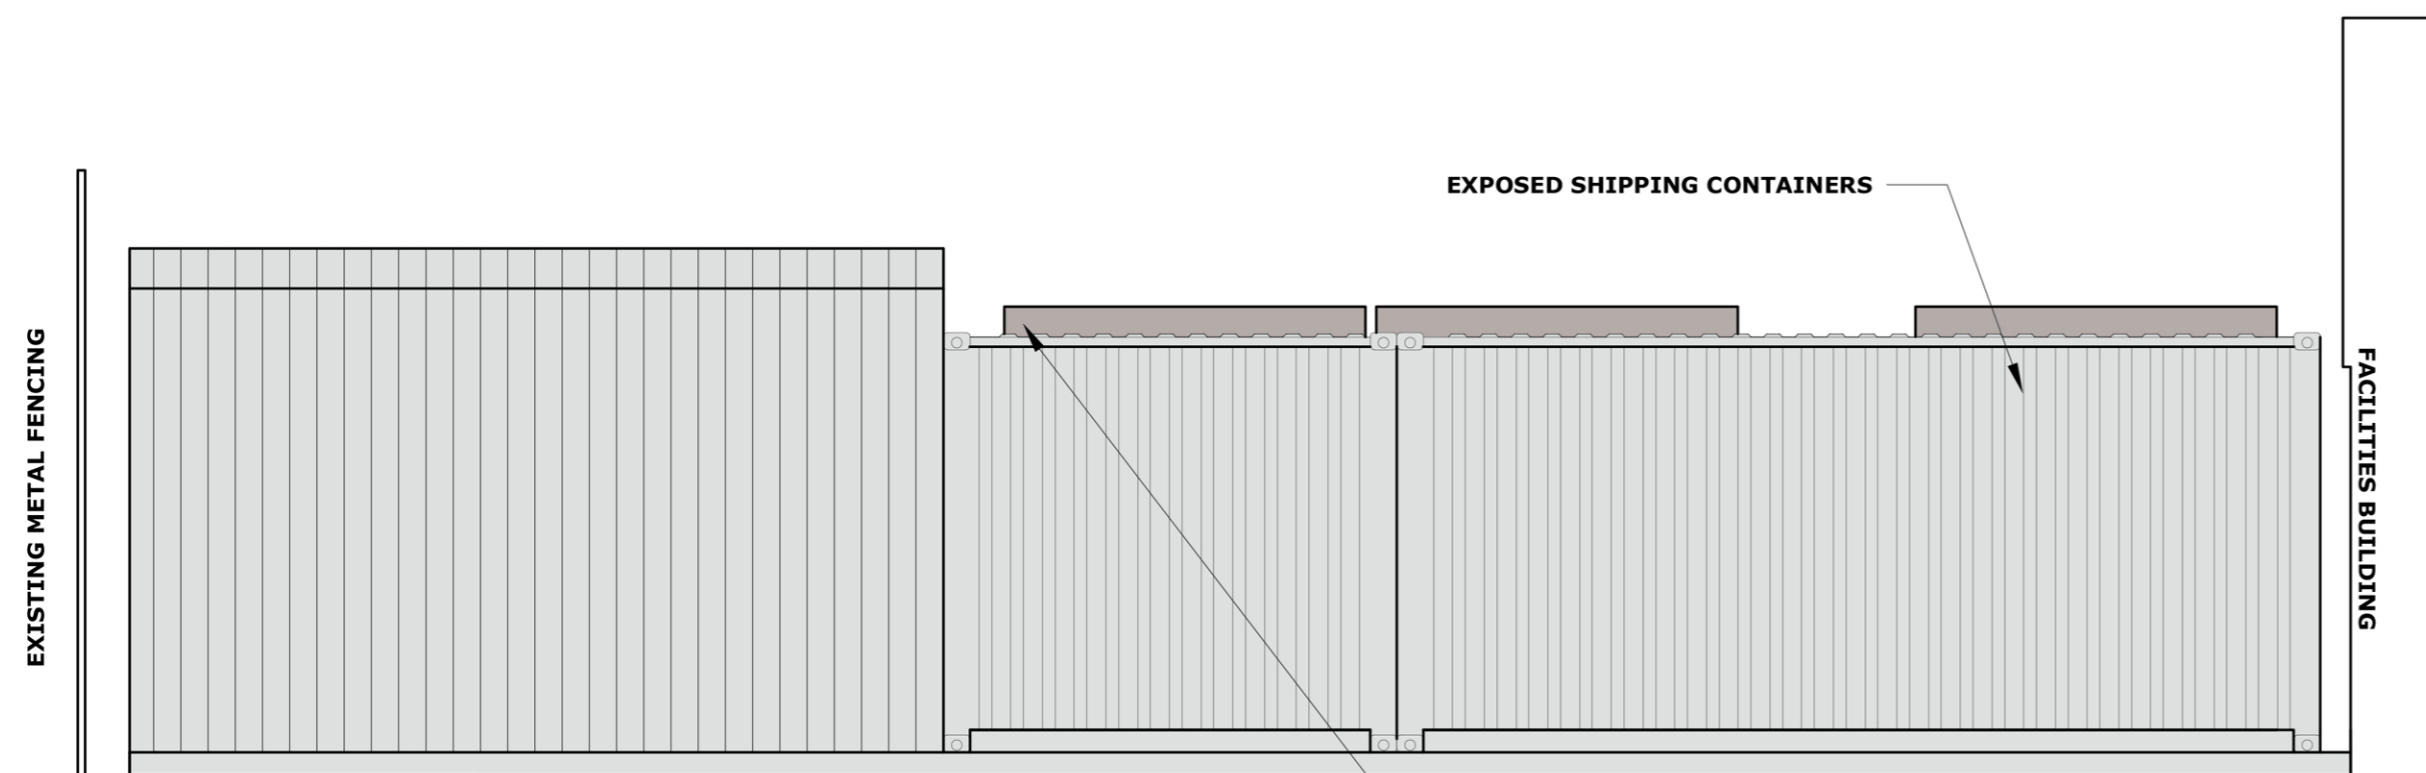 EXISTING METAL FENCING
EXPOSED SHIPPING CONTAINERS
FACILITIES BUILDING